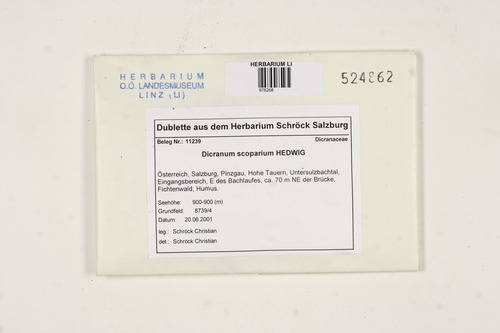 HERBARIUM
O.Ö. LANDESMUSEUM
LINZ (LI)
HERBARIUM LI
524862
Dublette aus dem Herbarium Schröck Salzburg
Beleg Nr.: 11239 Dicranaceae
Dicranum scoparium HEDWIG
Österreich, Salzburg, Pinzgau, Hohe Tauern, Untersulzbachtal,
Eingangsbereich, E des Bachlaufes, ca. 70 m NE der Brücke,
Fichtenwald, Humus.
Seehöhe: 900-900 (m)
Grundfeld: 8739/4
Datum: 20.06.2001
leg.: Schröck Christian
det.: Schröck Christian